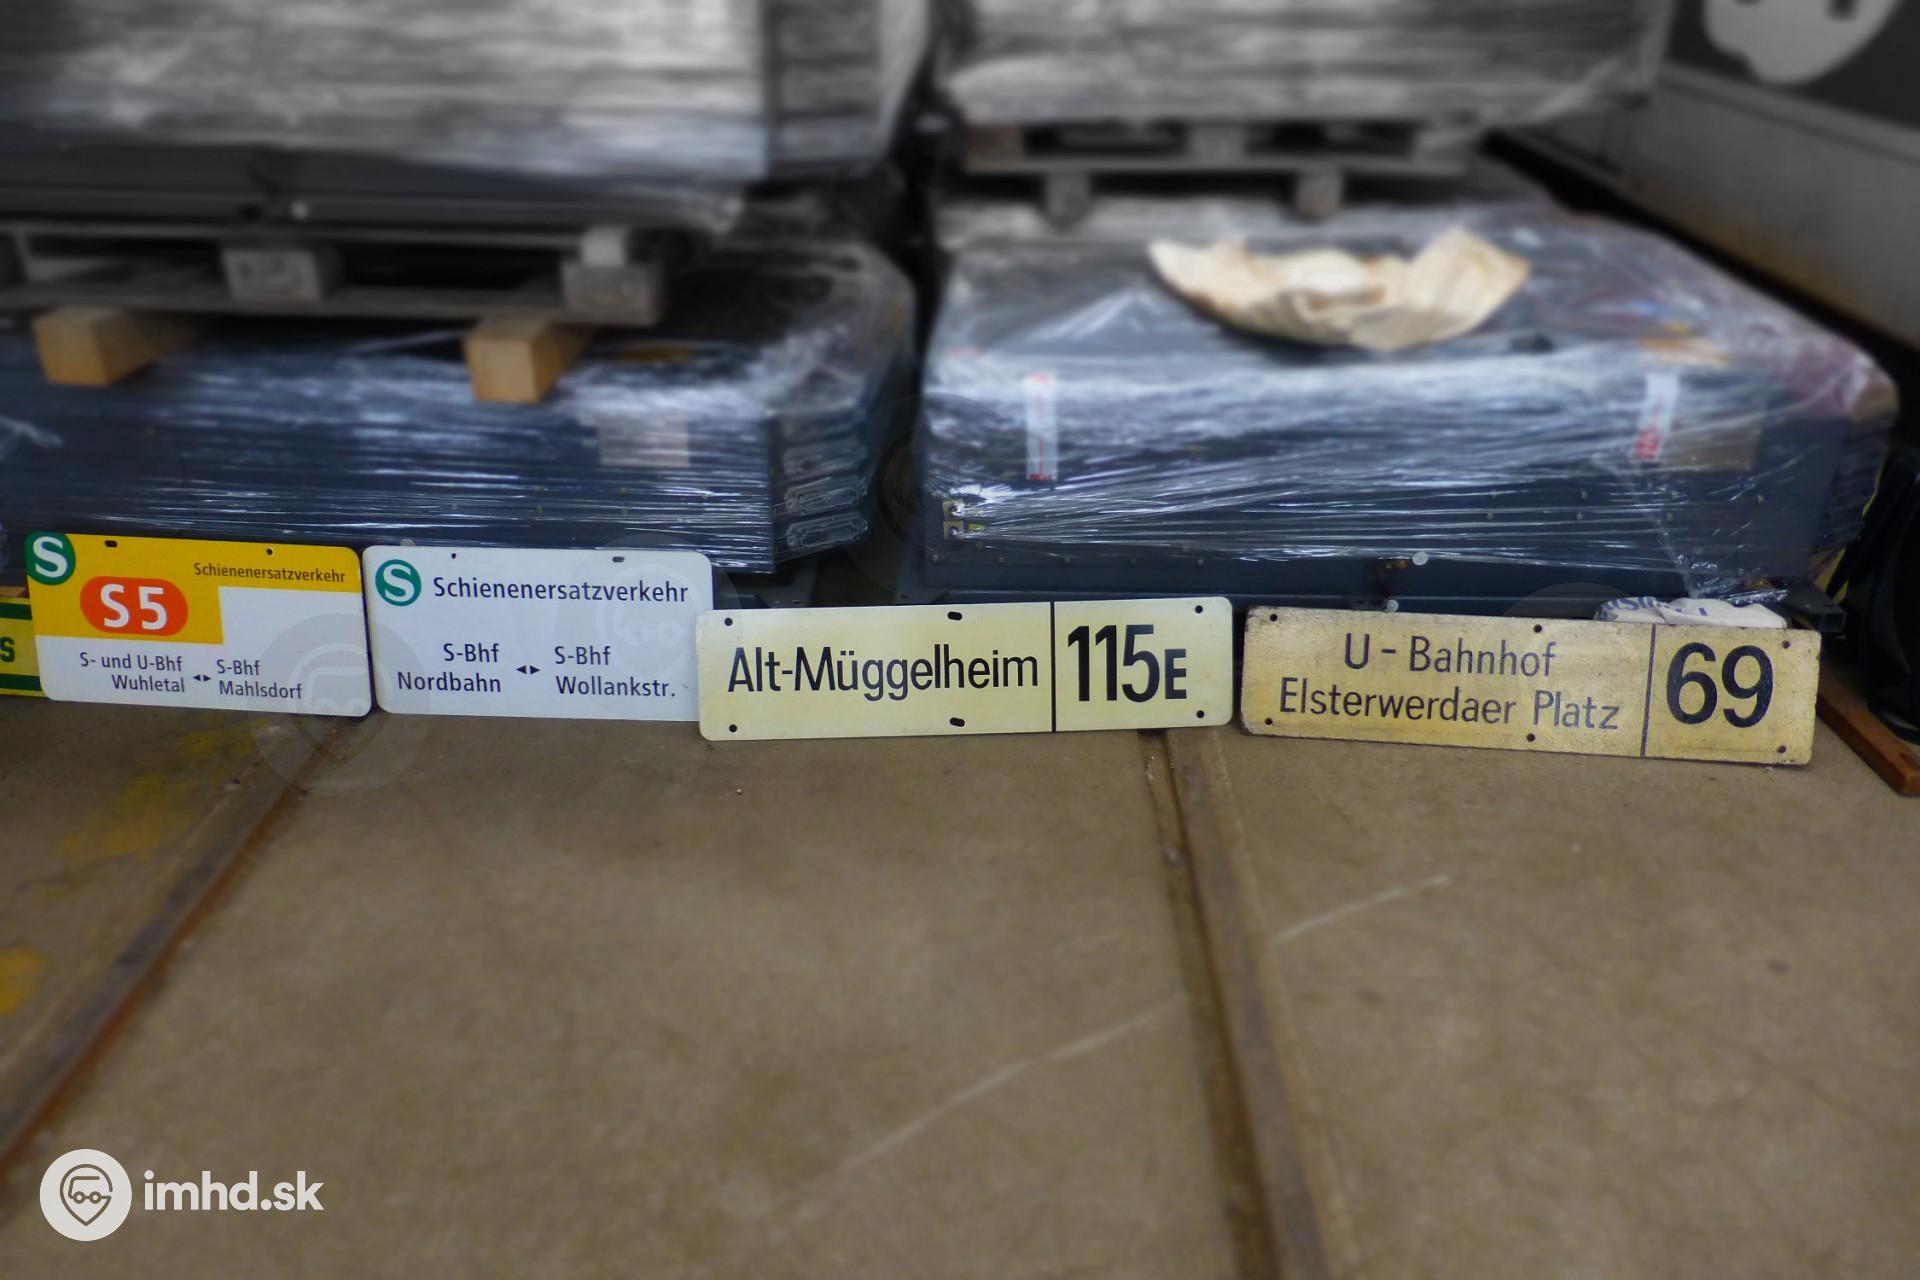 S
S
Schienenersatzverkehr
S5
S- und U-Bhf
Wuhletal
S-Bhf
Mahlsdorf
S
Schienenersatzverkehr
S-Bhf
Nordbahn
S-Bhf
Wollankstr.
Alt-Müggelheim
115E
U-Bahnhof
Elsterwerdaer Platz
69
imhd.sk